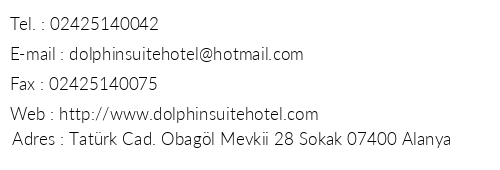 Tel. : 02425140042
E-mail : dolphinsuitehotel@hotmail.com
Fax : 02425140075
Web : http://www.dolphinsuitehotel.com
Adres : Tatürk Cad. Obagöl Mevkii 28 Sokak 07400 Alanya